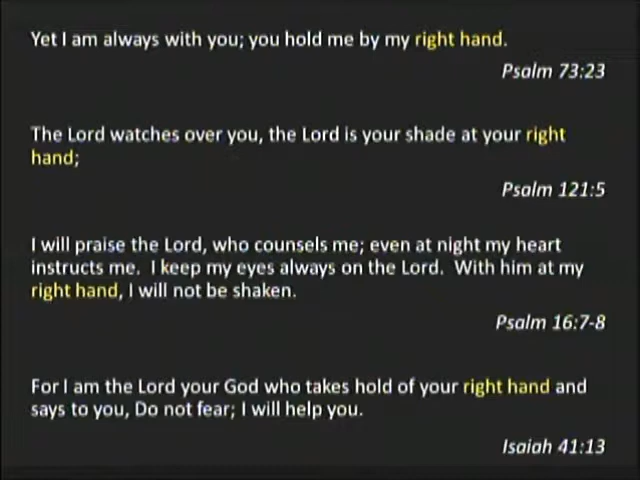 Yet I am always with you; you hold me by my right hand.
Psalm 73:23
The Lord watches over you, the Lord is your shade at your right
hand;
Psalm 121:5
I will praise the Lord, who counsels me; even at night my heart
instructs me.  I keep my eyes always on the Lord.  With him at my
right hand, I will not be shaken.
Psalm 16:7-8
For I am the Lord your God who takes hold of your right hand and
says to you, Do not fear; I will help you.
Isaiah 41:13